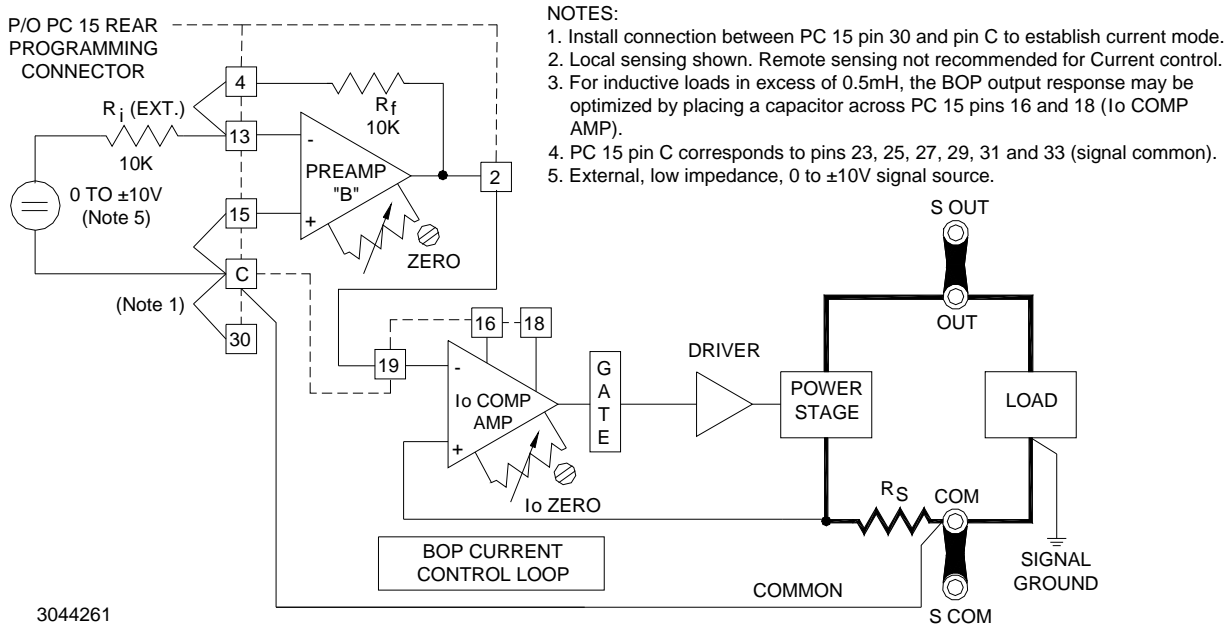 P/O PC 15 REAR
PROGRAMMING
CONNECTOR
NOTES:
1. Install connection between PC 15 pin 30 and pin C to establish current mode.
2. Local sensing shown. Remote sensing not recommended for Current control.
3. For inductive loads in excess of 0.5mH, the BOP output response may be
optimized by placing a capacitor across PC 15 pins 16 and 18 (Io COMP
AMP).
4. PC 15 pin C corresponds to pins 23, 25, 27, 29, 31 and 33 (signal common).
5. External, low impedance, 0 to ±10V signal source.
4
Rf
10K
Ri (EXT.)
10K
13
-
PREAMP
"B"
+
2
0 TO ±10V
(Note 5)
15
ZERO
C
(Note 1)
30
S OUT
OUT
16
18
19
-
Io COMP
AMP
+
GATE
DRIVER
POWER
STAGE
LOAD
Io ZERO
RS
COM
BOP CURRENT
CONTROL LOOP
SIGNAL
GROUND
COMMON
S COM
3044261